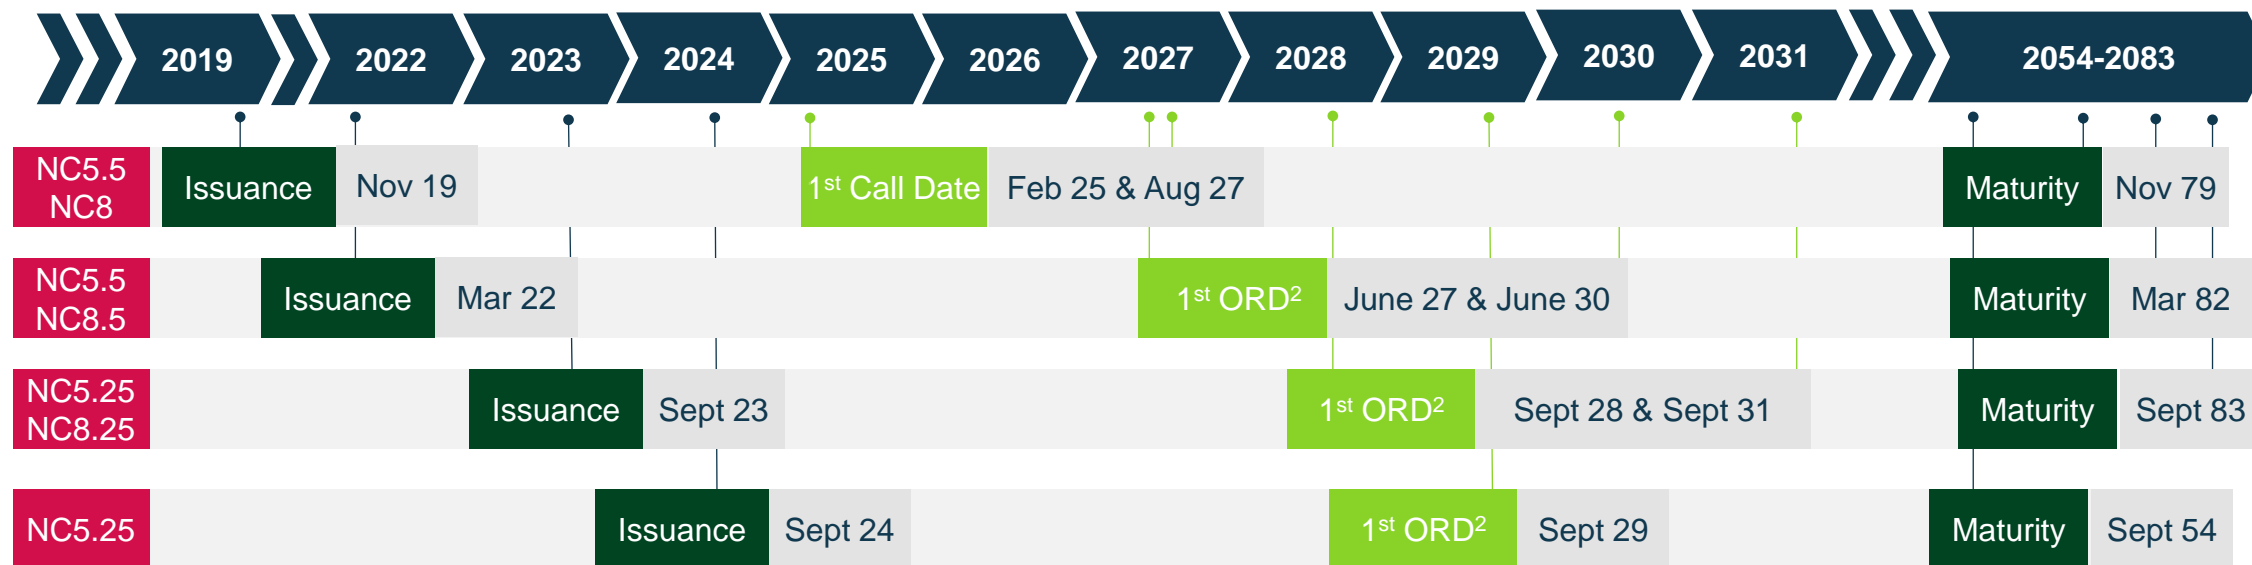 2019 2022 2023 2024 2025 2026 2027 2028 2029 2030 2031 2054-2083
NC5.5
NC8
Issuance Nov 19 1st Call Date Feb 25 & Aug 27 Maturity Nov 79
NC5.5
NC8.5
Issuance Mar 22 1st ORD2 June 27 & June 30 Maturity Mar 82
NC5.25
NC8.25
Issuance Sept 23 1st ORD2 Sept 28 & Sept 31 Maturity Sept 83
NC5.25 Issuance Sept 24 1st ORD2 Sept 29 Maturity Sept 54